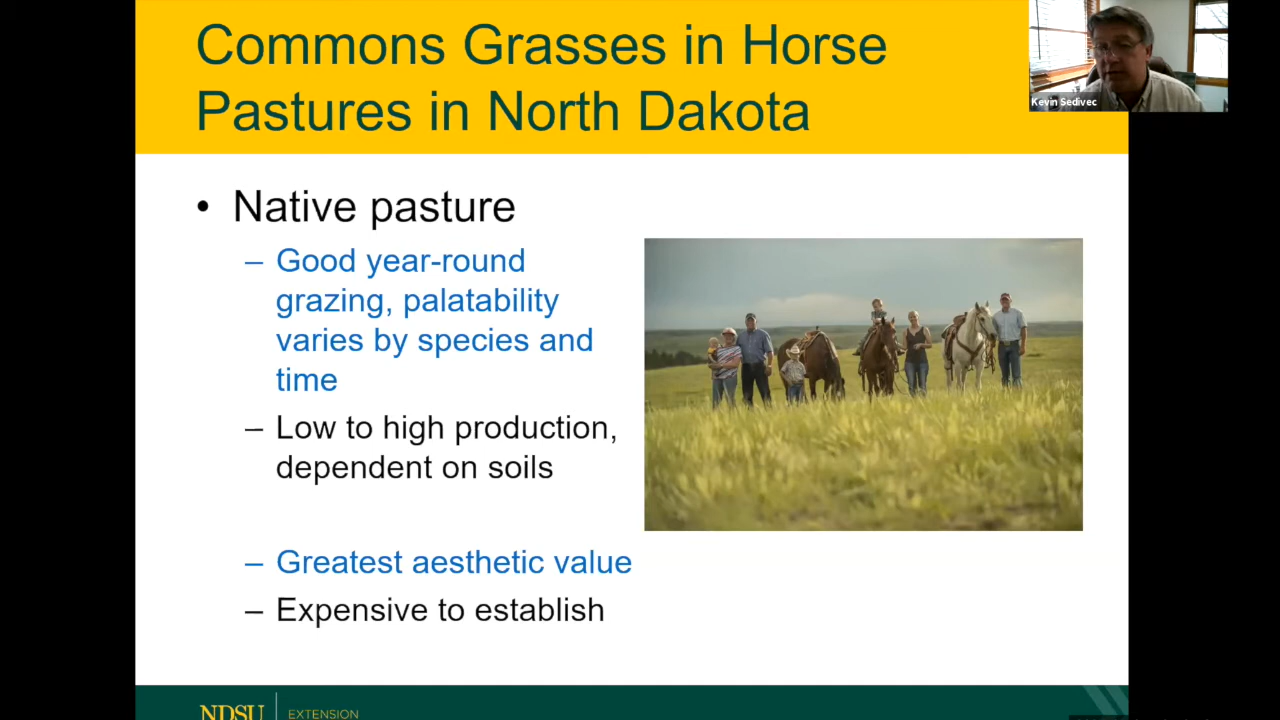 Commons Grasses in Horse
Pastures in North Dakota
Kevin Sedivec
• Native pasture
– Good year-round
grazing, palatability
varies by species and
time
– Low to high production,
dependent on soils
– Greatest aesthetic value
– Expensive to establish
NDSU
EXTENSION